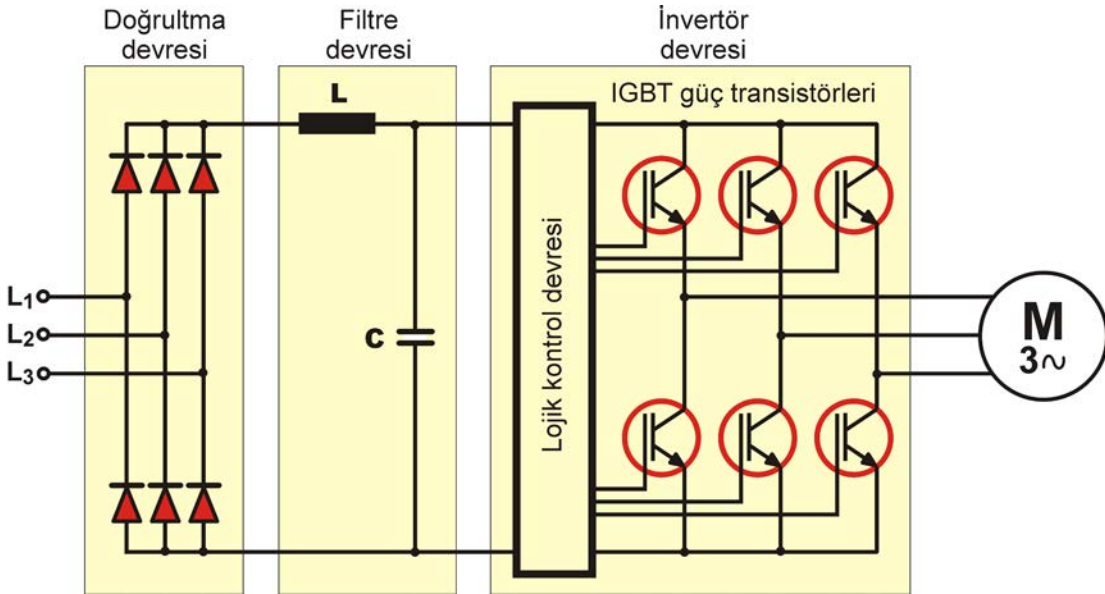 Doğrultma
devresi
Filtre
devresi
İnvertör
devresi
IGBT güç transistörleri
L
C
Lojik kontrol devresi
L1
L2
L3
M
3~